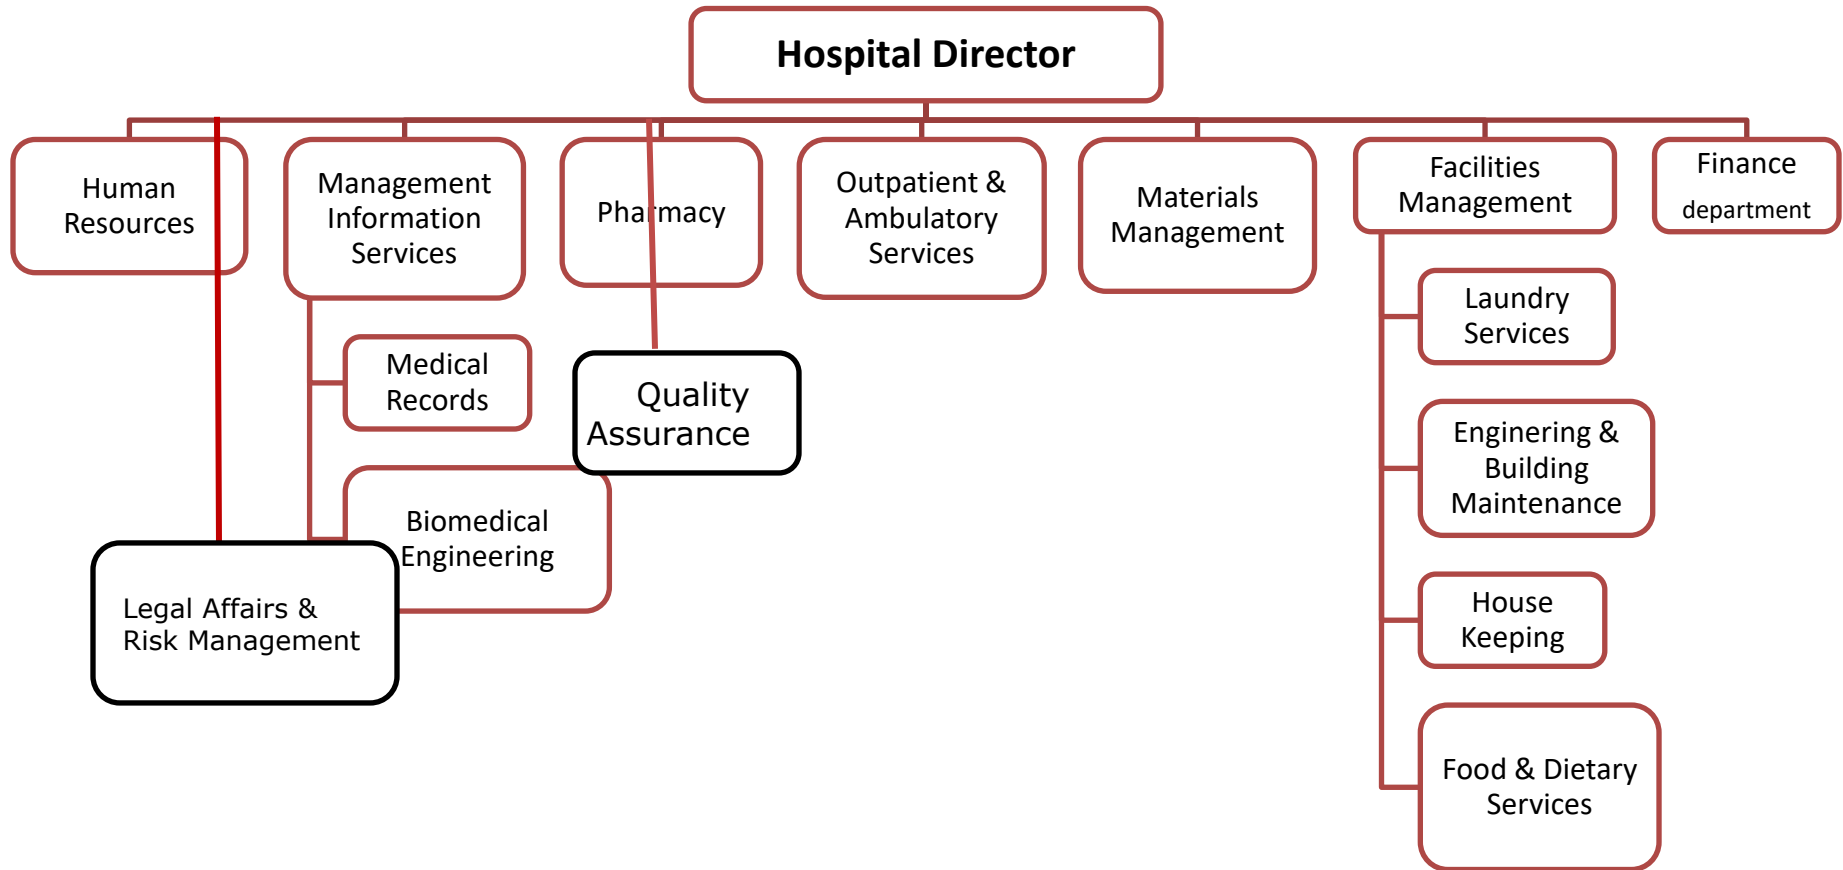 Hospital Director
Human
Resources
Management
Information
Services
Pharmacy
Outpatient &
Ambulatory
Services
Materials
Management
Facilities
Management
Finance
department
Medical
Records
Biomedical
Engineering
Quality
Assurance
Legal Affairs &
Risk Management
Laundry
Services
Enginering &
Building
Maintenance
House
Keeping
Food & Dietary
Services